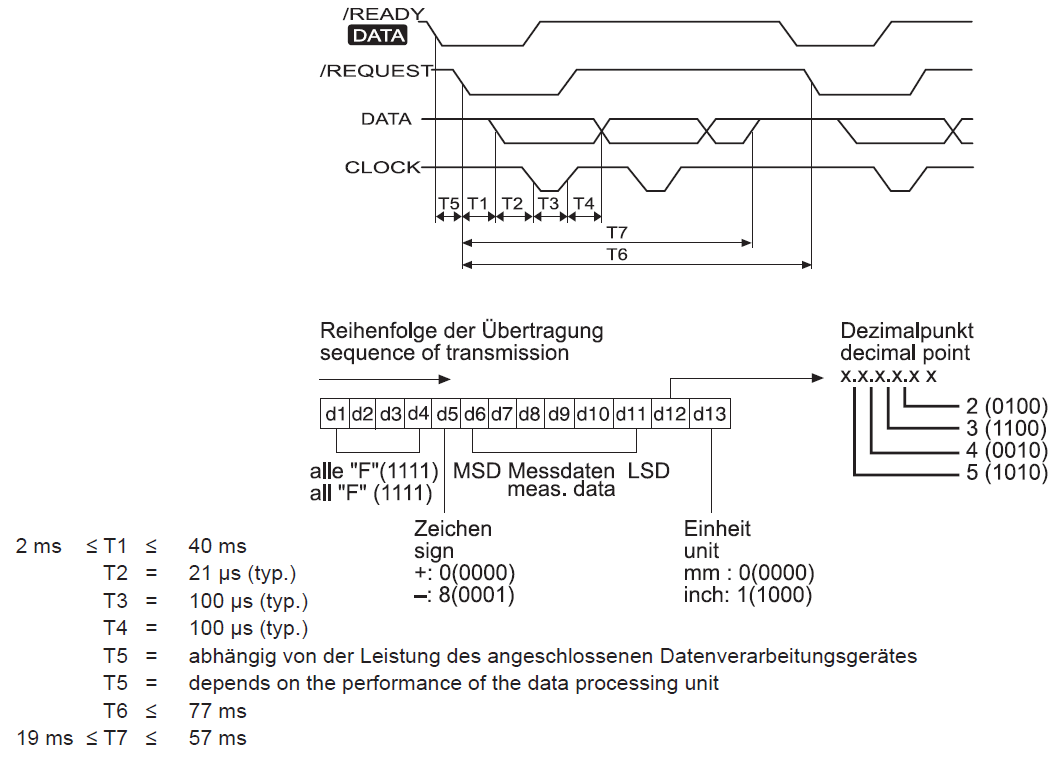 /READY
DATA
/REQUEST
DATA
CLOCK
T5 T1 T2 T3 T4
T7
T6
Reihenfolge der Übertragung
sequence of transmission
Dezimalpunkt
decimal point
x.x.x.x.x x
2 (0100)
3 (1100)
4 (0010)
5 (1010)
d1 d2 d3 d4 d5 d6 d7 d8 d9 d10 d11 d12 d13
alle "F"(1111)
all "F" (1111)
MSD Messdaten LSD
meas. data
Zeichen
sign
+: 0(0000)
–: 8(0001)
Einheit
unit
mm : 0(0000)
inch: 1(1000)
2 ms ≤ T1 ≤ 40 ms
T2 = 21 µs (typ.)
T3 = 100 µs (typ.)
T4 = 100 µs (typ.)
T5 = abhängig von der Leistung des angeschlossenen Datenverarbeitungsgerätes
T5 = depends on the performance of the data processing unit
T6 ≤ 77 ms
19 ms ≤ T7 ≤ 57 ms